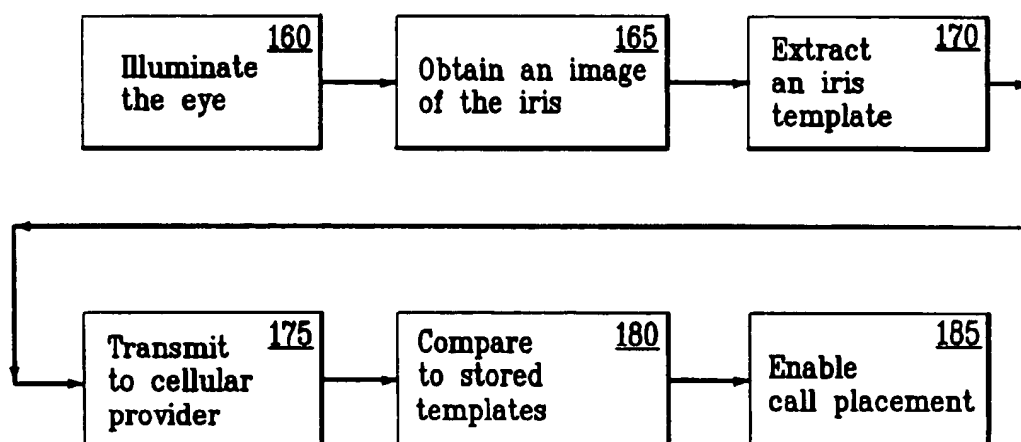 160
Illuminate
the eye
165
Obtain an image
of the iris
170
Extract
an iris
template
175
Transmit
to cellular
provider
180
Compare
to stored
templates
185
Enable
call placement